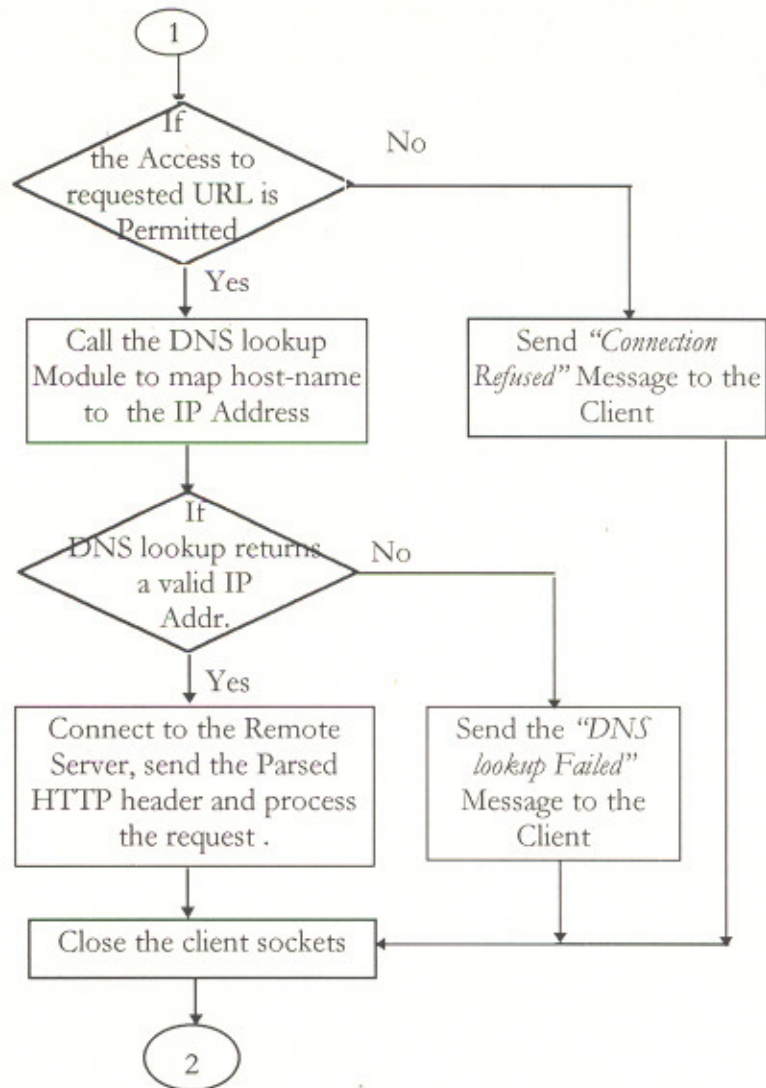 1
If
the Access to
requested URL is
Permitted
No
Yes
Call the DNS lookup
Module to map host-name
to the IP Address
Send "Connection
Refused" Message to the
Client
If
DNS lookup returns
a valid IP
Addr.
No
Yes
Connect to the Remote
Server, send the Parsed
HTTP header and process
the request .
Send the "DNS
lookup Failed"
Message to the
Client
Close the client sockets
2